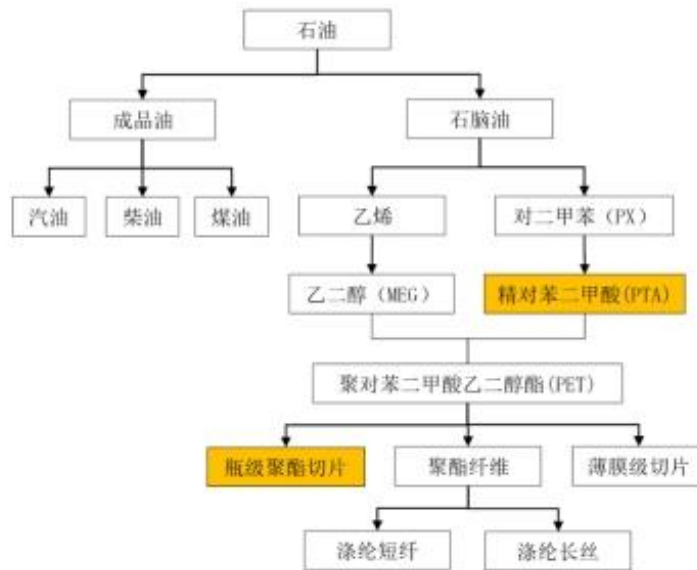 石油
成品油
石脑油
汽油
柴油
煤油
乙烯
对二甲苯（PX）
乙二醇（MEG）
精对苯二甲酸(PTA)
聚对苯二甲酸乙二醇酯(PET)
瓶级聚酯切片
聚酯纤维
薄膜级切片
涤纶短纤
涤纶长丝